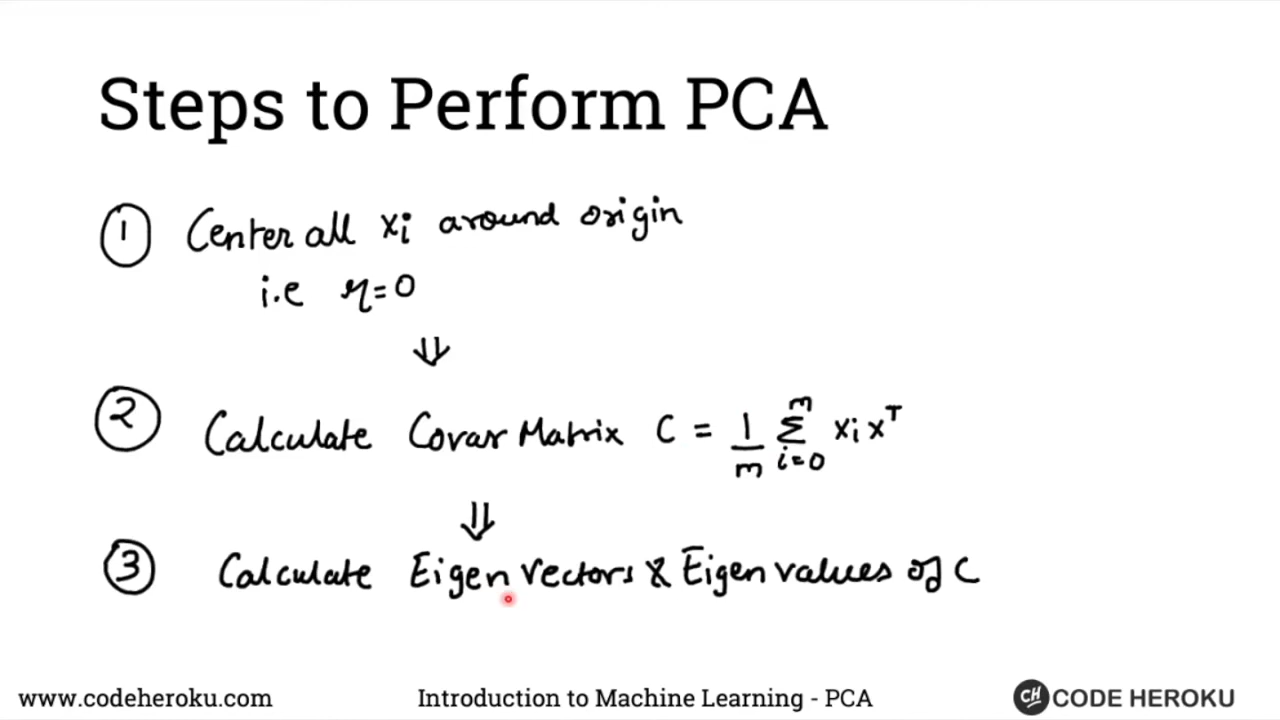 Steps to Perform PCA
1 Center all xi around origin
i.e η=0
⇓
2 Calculate Covar Matrix C = 1/m Σ i=0 m xi xᵀ
⇓
3 Calculate Eigen vectors & Eigen values of C
www.codeheroku.com Introduction to Machine Learning - PCA CH CODE HEROKU